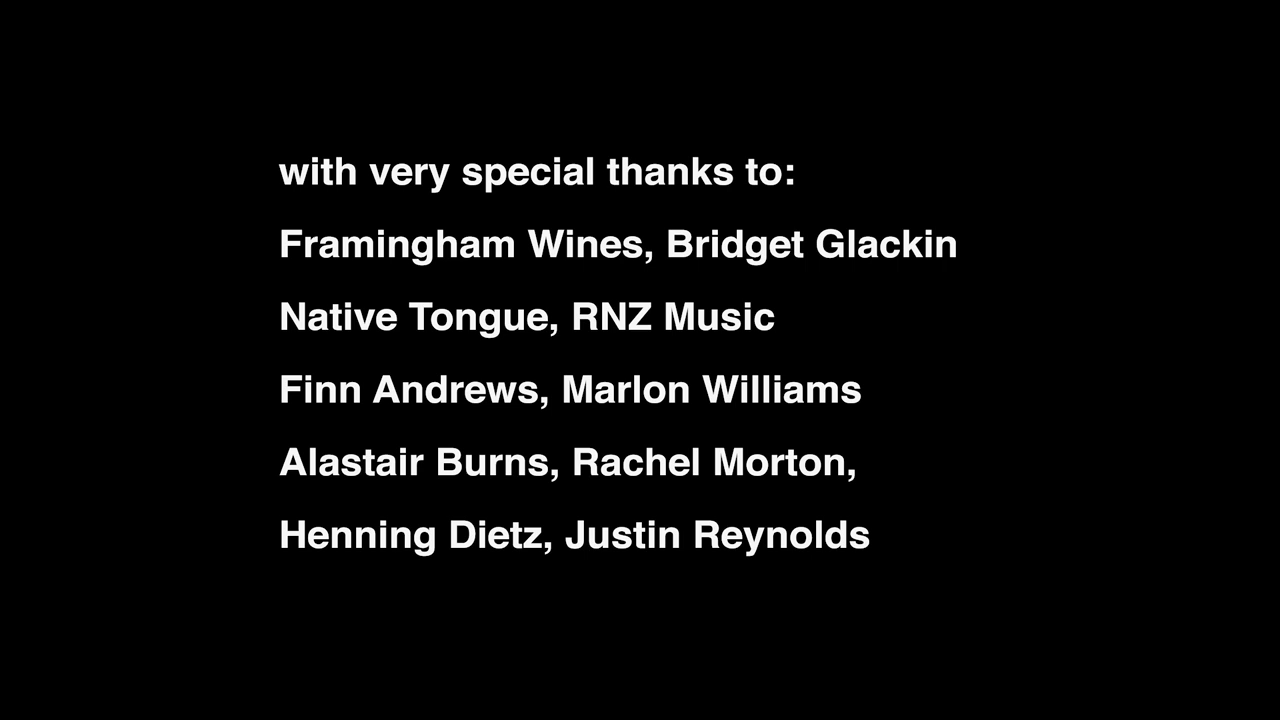 with very special thanks to:
Framingham Wines, Bridget Glackin
Native Tongue, RNZ Music
Finn Andrews, Marlon Williams
Alastair Burns, Rachel Morton,
Henning Dietz, Justin Reynolds